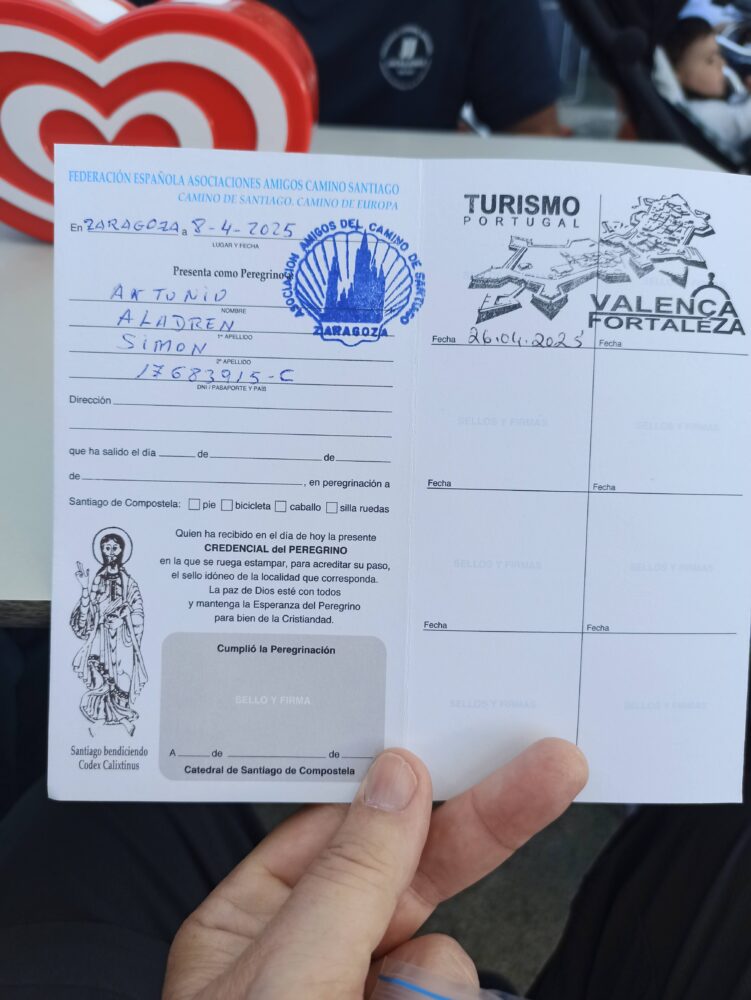 FEDERACIÓN ESPAÑOLA ASOCIACIONES AMIGOS CAMINO SANTIAGO
CAMINO DE SANTIAGO. CAMINO DE EUROPA
En ZARAGOZA a 8-4-2025
LUGAR Y FECHA
Presenta como Peregrino a
ANTONIO
NOMBRE
ALADREN
1er APELLIDO
SIMON
2º APELLIDO
17683915-C
DNI / PASAPORTE Y PAÍS
Dirección
que ha salido el día de de
de , en peregrinación a
Santiago de Compostela: pie bicicleta caballo silla ruedas
Quien ha recibido en el día de hoy la presente
CREDENCIAL del PEREGRINO
en la que se ruega estampar, para acreditar su paso,
el sello idóneo de la localidad que corresponda.
La paz de Dios esté con todos
y mantenga la Esperanza del Peregrino
para bien de la Cristiandad.
Cumplió la Peregrinación
SELLO Y FIRMA
A de de
Catedral de Santiago de Compostela
Santiago bendiciendo
Codex Calixtinus
ASOCIACIÓN AMIGOS DEL CAMINO DE SANTIAGO
ZARAGOZA
TURISMO
PORTUGAL
VALENÇA
FORTALEZA
Fecha 26.04.2025 Fecha
SELLOS Y FIRMAS SELLOS Y FIRMAS
Fecha Fecha
SELLOS Y FIRMAS SELLOS Y FIRMAS
Fecha Fecha
SELLOS Y FIRMAS SELLOS Y FIRMAS